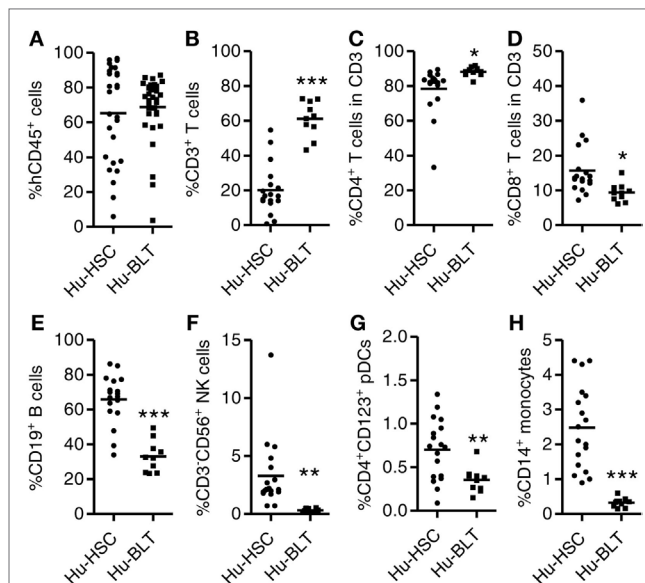 A
%hCD45⁺ cells
100
80
60
40
20
0
Hu-HSC
Hu-BLT
B
%CD3⁺ T cells
100
80
60
40
20
0
***
Hu-HSC
Hu-BLT
C
%CD4⁺ T cells in CD3
100
80
60
40
20
0
*
Hu-HSC
Hu-BLT
D
%CD8⁺ T cells in CD3
50
40
30
20
10
0
*
Hu-HSC
Hu-BLT
E
%CD19⁺ B cells
100
80
60
40
20
0
***
Hu-HSC
Hu-BLT
F
%CD3⁻CD56⁺ NK cells
15
10
5
0
**
Hu-HSC
Hu-BLT
G
%CD4⁺CD123⁺ pDCs
2.0
1.5
1.0
0.5
0.0
**
Hu-HSC
Hu-BLT
H
%CD14⁺ monocytes
5
4
3
2
1
0
***
Hu-HSC
Hu-BLT